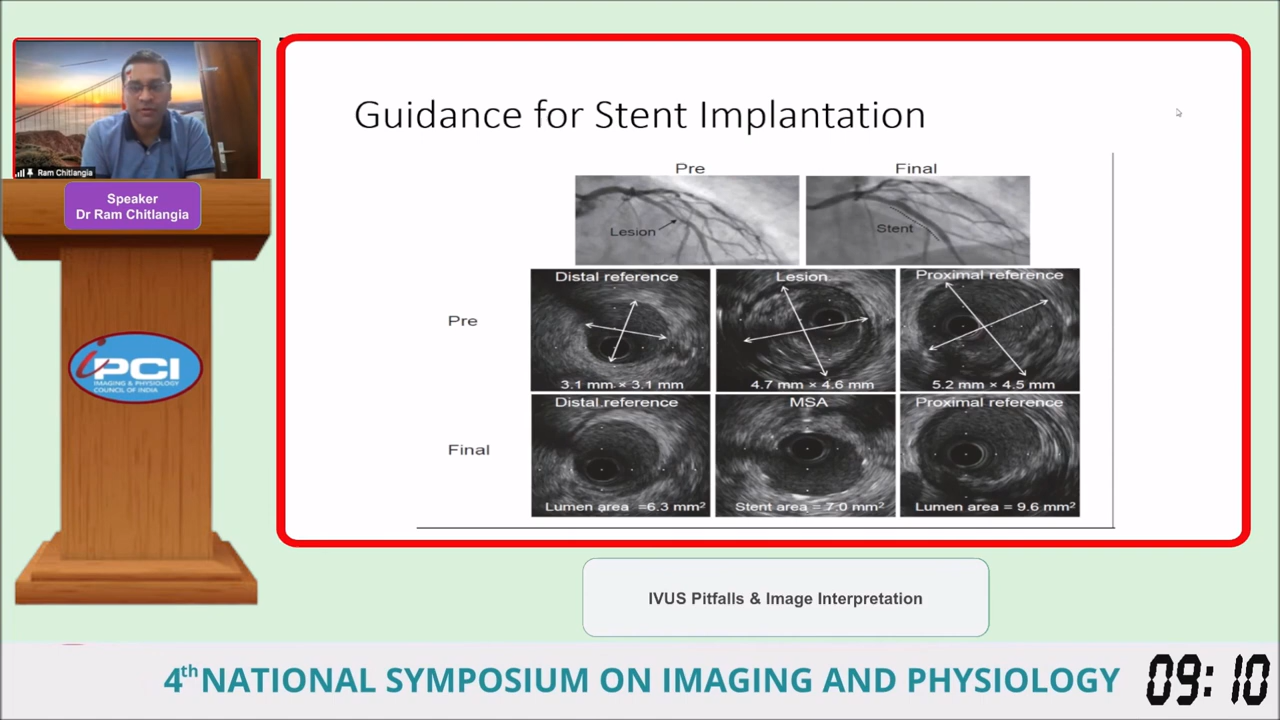 Ram Chitlangia
Speaker
Dr Ram Chitlangia
iPCI
IMAGING & PHYSIOLOGY
COUNCIL OF INDIA
Guidance for Stent Implantation
Pre
Final
Lesion
Stent
Pre
Distal reference
Lesion
Proximal reference
3.1 mm × 3.1 mm
4.7 mm × 4.6 mm
5.2 mm × 4.5 mm
Final
Distal reference
MSA
Proximal reference
Lumen area =6.3 mm²
Stent area = 7.0 mm²
Lumen area = 9.6 mm²
IVUS Pitfalls & Image Interpretation
4th NATIONAL SYMPOSIUM ON IMAGING AND PHYSIOLOGY
09:10